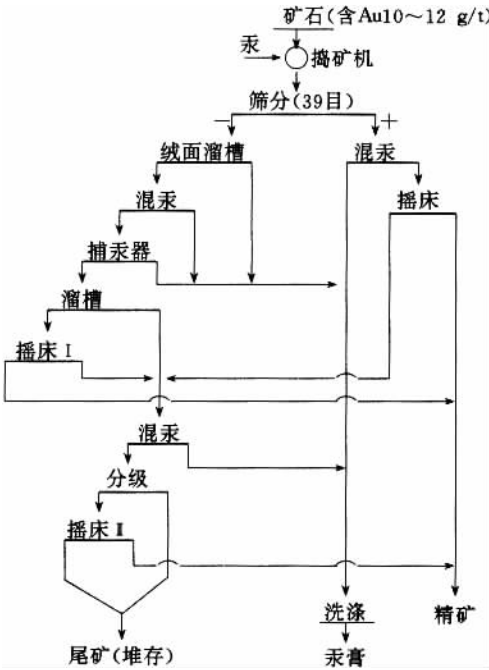 矿石(含Au10～12 g/t)
汞
捣矿机
筛分(39目)
－
＋
绒面溜槽
混汞
混汞
摇床
捕汞器
溜槽
摇床Ⅰ
混汞
分级
摇床Ⅱ
洗涤
精矿
尾矿(堆存)
汞膏